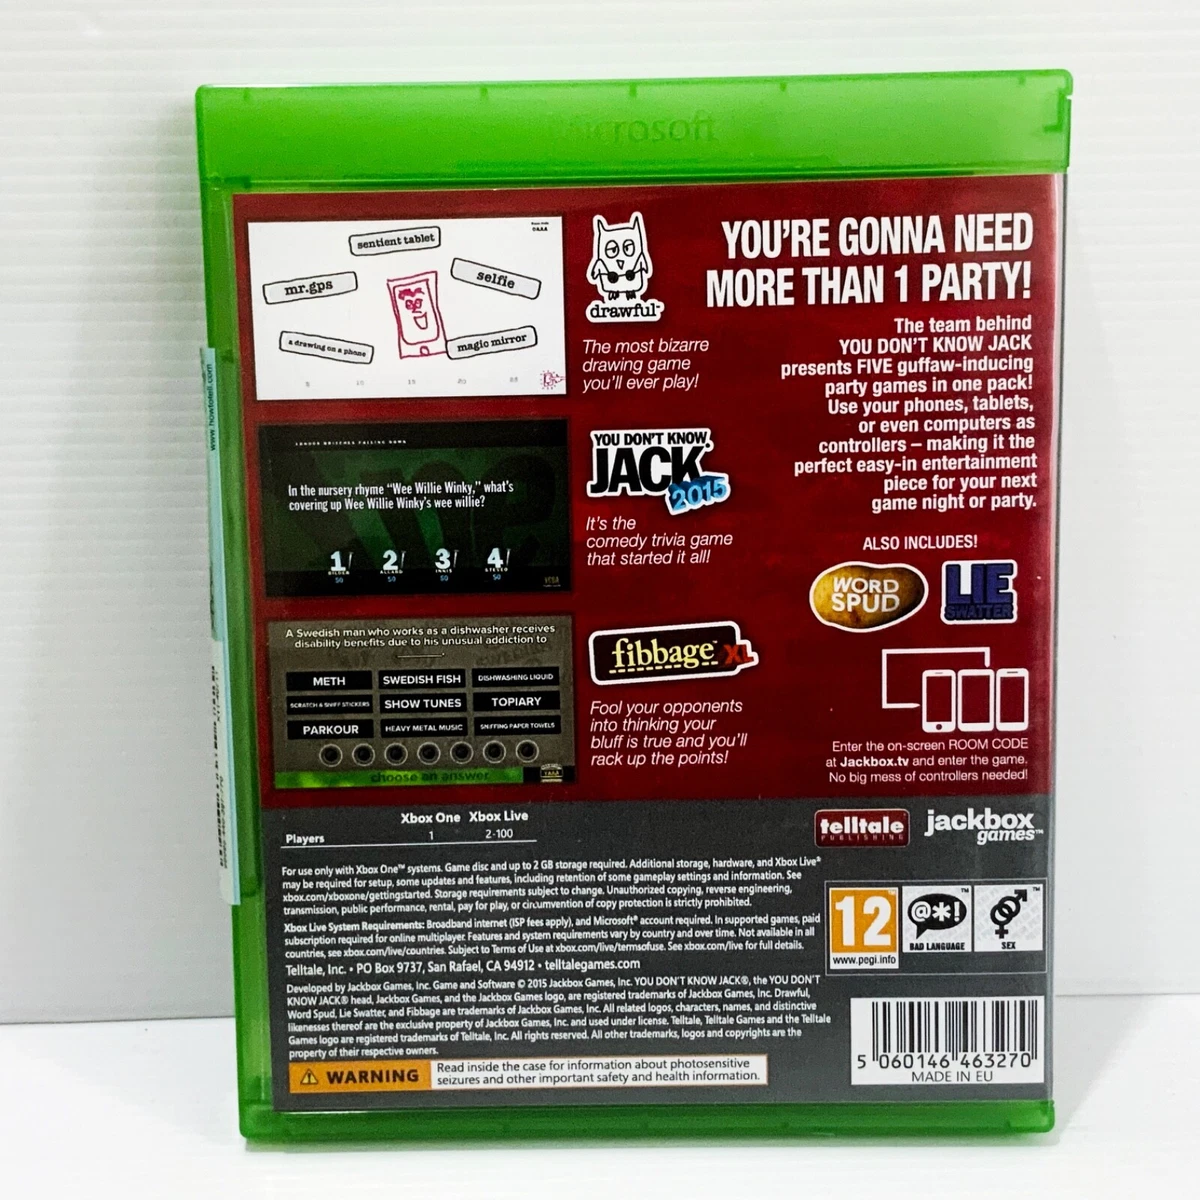 Microsoft
sentient tablet
mr.gps
selfie
a drawing on a phone
magic mirror
5 10 15 20 25
drawful™
The most bizarre
drawing game
you'll ever play!
YOU'RE GONNA NEED
MORE THAN 1 PARTY!
The team behind
YOU DON'T KNOW JACK
presents FIVE guffaw-inducing
party games in one pack!
Use your phones, tablets,
or even computers as
controllers – making it the
perfect easy-in entertainment
piece for your next
game night or party.
www.howtotell.com
In the nursery rhyme "Wee Willie Winky," what's
covering up Wee Willie Winky's wee willie?
1/ 2/ 3/ 4/
$0 $0 $0 $0
YOU DON'T KNOW
JACK
2015
It's the
comedy trivia game
that started it all!
ALSO INCLUDES!
WORD
SPUD
LIE
SWATTER
A Swedish man who works as a dishwasher receives
disability benefits due to his unusual addiction to
METH SWEDISH FISH DISHWASHING LIQUID
SCRATCH & SNIFF STICKERS SHOW TUNES TOPIARY
PARKOUR HEAVY METAL MUSIC SNIFFING PAPER TOWELS
choose an answer
fibbage™ XL
Fool your opponents
into thinking your
bluff is true and you'll
rack up the points!
Enter the on-screen ROOM CODE
at Jackbox.tv and enter the game.
No big mess of controllers needed!
Xbox One Xbox Live
Players 1 2-100
telltale
PUBLISHING
jackbox
games™
For use only with Xbox One™ systems. Game disc and up to 2 GB storage required. Additional storage, hardware, and Xbox Live®
may be required for setup, some updates and features, including retention of some gameplay settings and information. See
xbox.com/xboxone/gettingstarted. Storage requirements subject to change. Unauthorized copying, reverse engineering,
transmission, public performance, rental, pay for play, or circumvention of copy protection is strictly prohibited.
Xbox Live System Requirements: Broadband internet (ISP fees apply), and Microsoft® account required. In supported games, paid
subscription required for online multiplayer. Features and system requirements vary by country and over time. Not available in all
countries, see xbox.com/live/countries. Subject to Terms of Use at xbox.com/live/termsofuse. See xbox.com/live for full details.
Telltale, Inc. • PO Box 9737, San Rafael, CA 94912 • telltalegames.com
Developed by Jackbox Games, Inc. Game and Software © 2015 Jackbox Games, Inc. YOU DON'T KNOW JACK®, the YOU DON'T
KNOW JACK® head, Jackbox Games, and the Jackbox Games logo, are registered trademarks of Jackbox Games, Inc. Drawful,
Word Spud, Lie Swatter, and Fibbage are trademarks of Jackbox Games, Inc. All related logos, characters, names, and distinctive
likenesses thereof are the exclusive property of Jackbox Games, Inc. and used under license. Telltale, Telltale Games and the Telltale
Games logo are registered trademarks of Telltale, Inc. All rights reserved. All other trademarks, logos and copyrights are the
property of their respective owners.
WARNING
Read inside the case for information about photosensitive
seizures and other important safety and health information.
12
www.pegi.info
@*!
™
BAD LANGUAGE
™
SEX
5 060146 463270
MADE IN EU